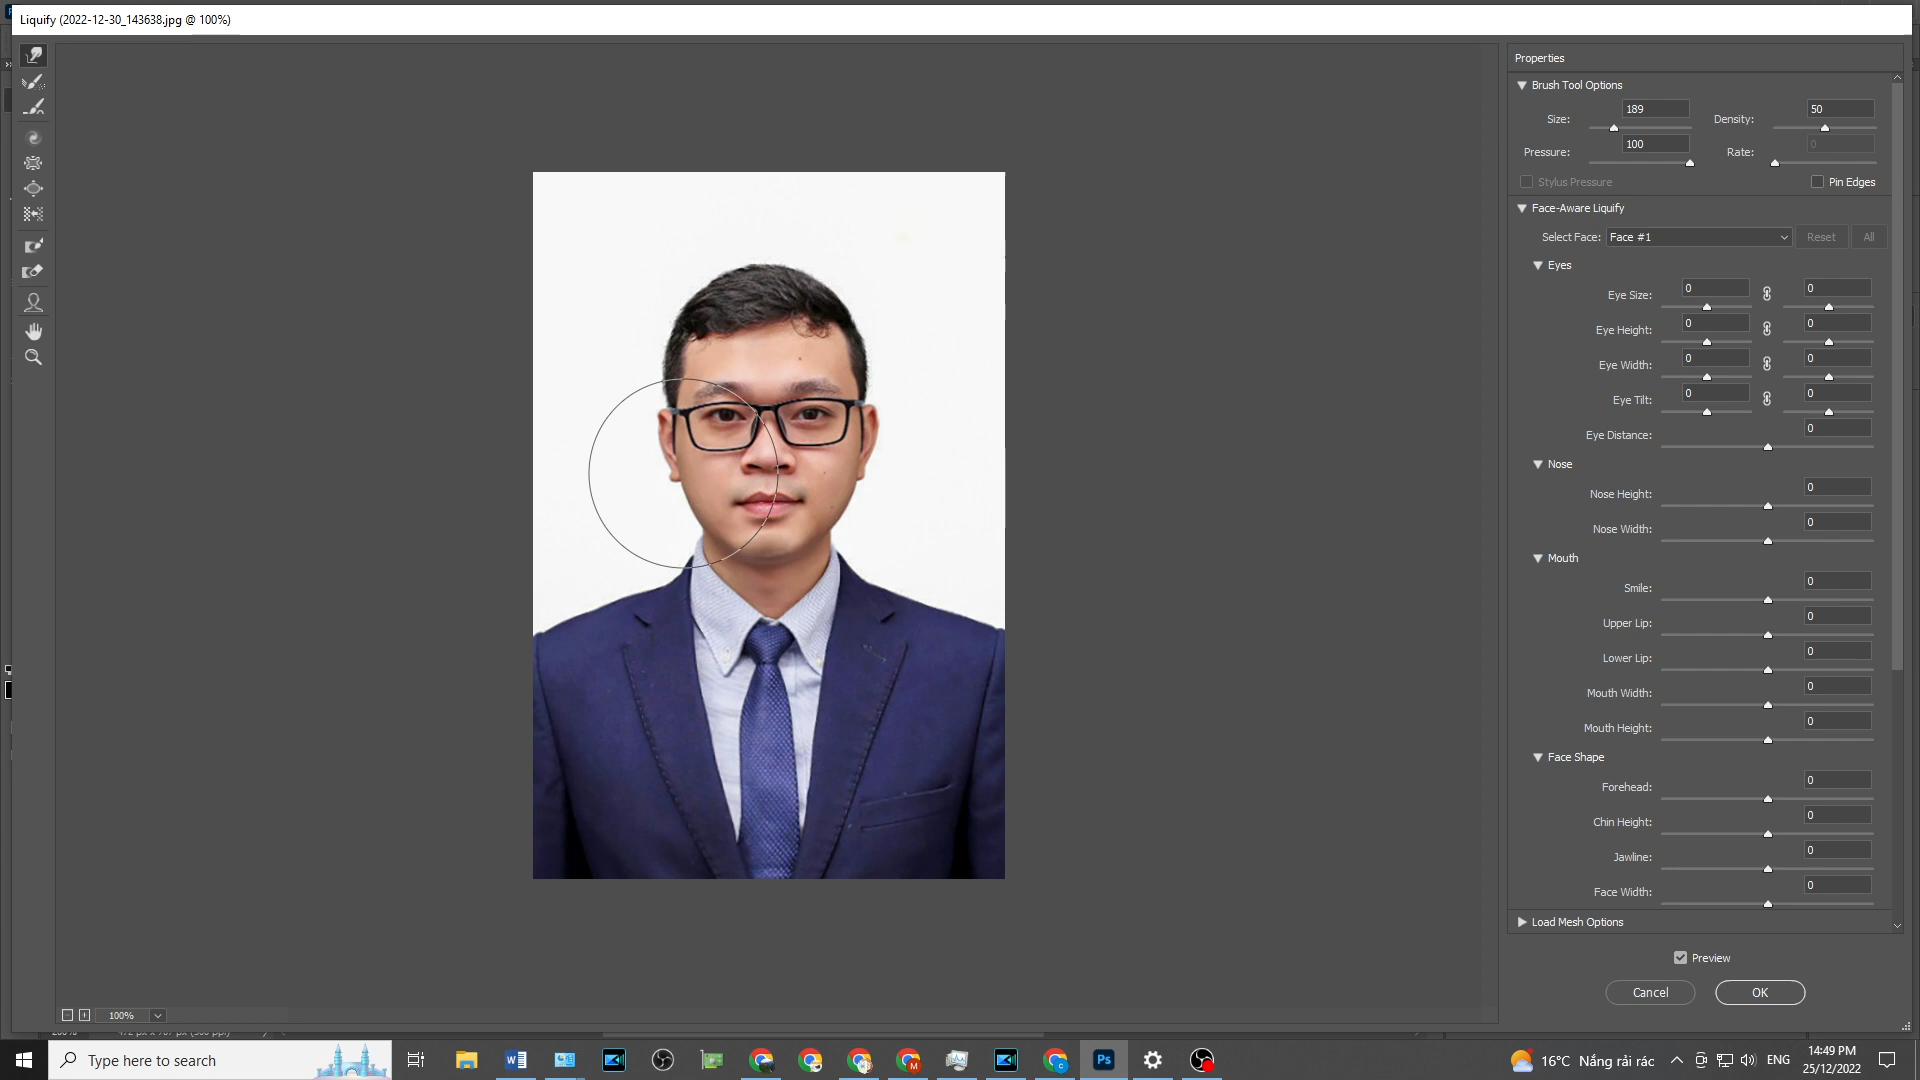 Liquify (2022-12-30_143638.jpg @ 100%)
Properties
Brush Tool Options
Size: 189 Density: 50
Pressure: 100 Rate: 0
Stylus Pressure Pin Edges
Face-Aware Liquify
Select Face: Face #1 Reset All
Eyes
Eye Size: 0 0
Eye Height: 0 0
Eye Width: 0 0
Eye Tilt: 0 0
Eye Distance: 0
Nose
Nose Height: 0
Nose Width: 0
Mouth
Smile: 0
Upper Lip: 0
Lower Lip: 0
Mouth Width: 0
Mouth Height: 0
Face Shape
Forehead: 0
Chin Height: 0
Jawline: 0
Face Width: 0
Load Mesh Options
Preview
Cancel OK
100%
Type here to search
Ps
16°C Nắng rải rác ENG
14:49 PM
25/12/2022